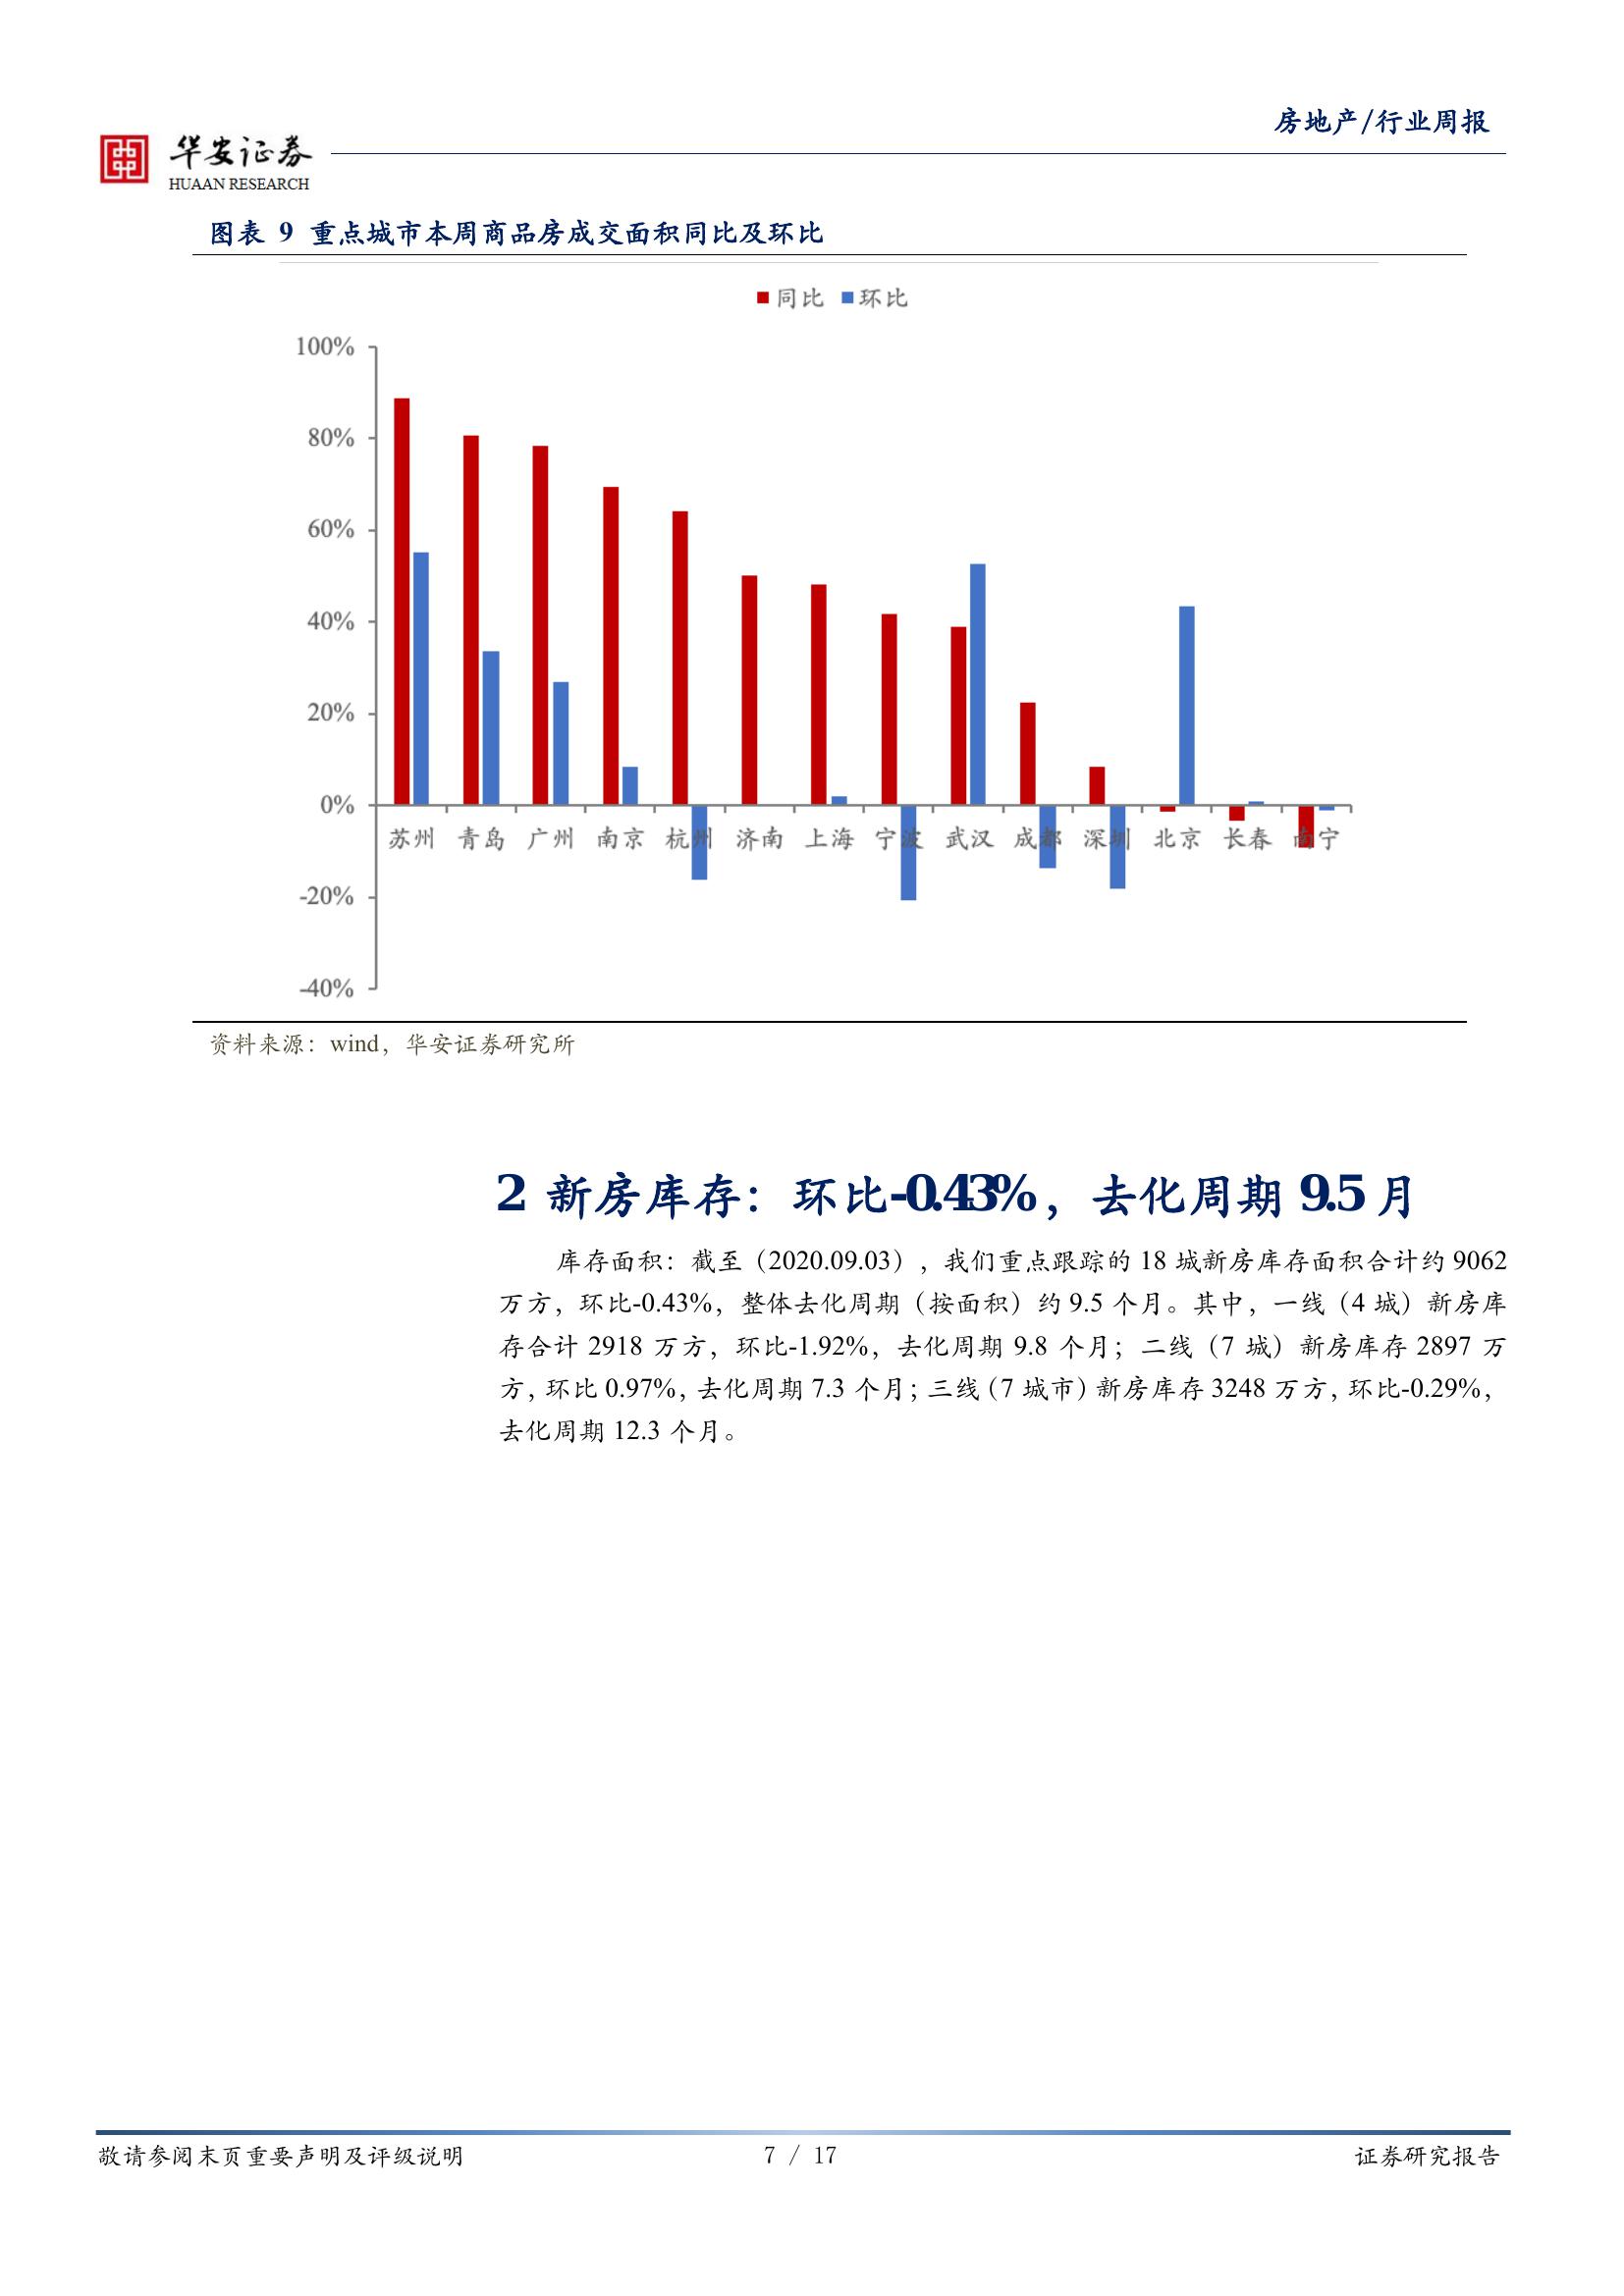 房地产/行业周报
华安证券
HUAAN RESEARCH
图表 9 重点城市本周商品房成交面积同比及环比
同比 环比
100%
80%
60%
40%
20%
0%
-20%
-40%
苏州 青岛 广州 南京 杭州 济南 上海 宁波 武汉 成都 深圳 北京 长春 南宁
资料来源：wind，华安证券研究所
2 新房库存：环比-0.43%，去化周期 9.5 月
库存面积：截至（2020.09.03），我们重点跟踪的 18 城新房库存面积合计约 9062
万方，环比-0.43%，整体去化周期（按面积）约 9.5 个月。其中，一线（4 城）新房库
存合计 2918 万方，环比-1.92%，去化周期 9.8 个月；二线（7 城）新房库存 2897 万
方，环比 0.97%，去化周期 7.3 个月；三线（7 城市）新房库存 3248 万方，环比-0.29%，
去化周期 12.3 个月。
敬请参阅末页重要声明及评级说明
7 / 17
证券研究报告